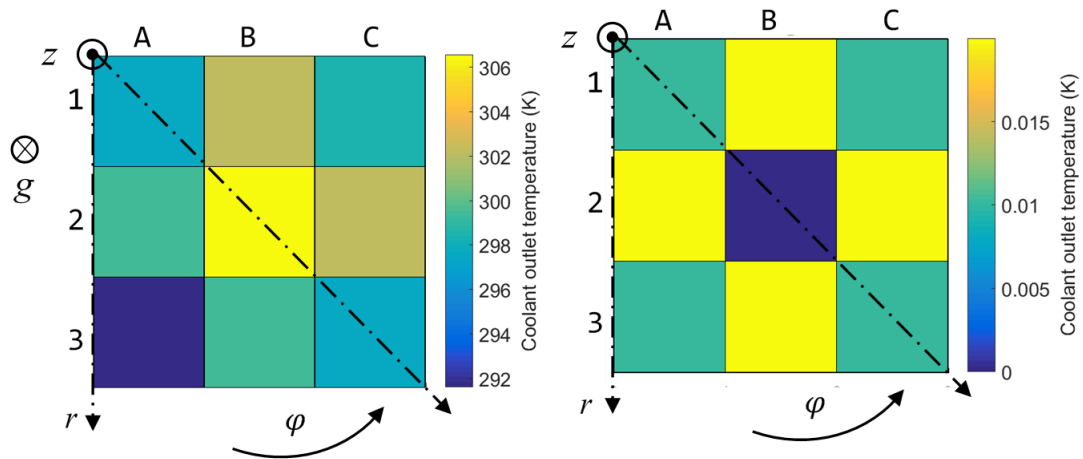 A B C
z
1
2
3
g
r
φ
306
304
302
300
298
296
294
292
Coolant outlet temperature (K)
A B C
z
1
2
3
r
φ
0.015
0.01
0.005
0
Coolant outlet temperature (K)